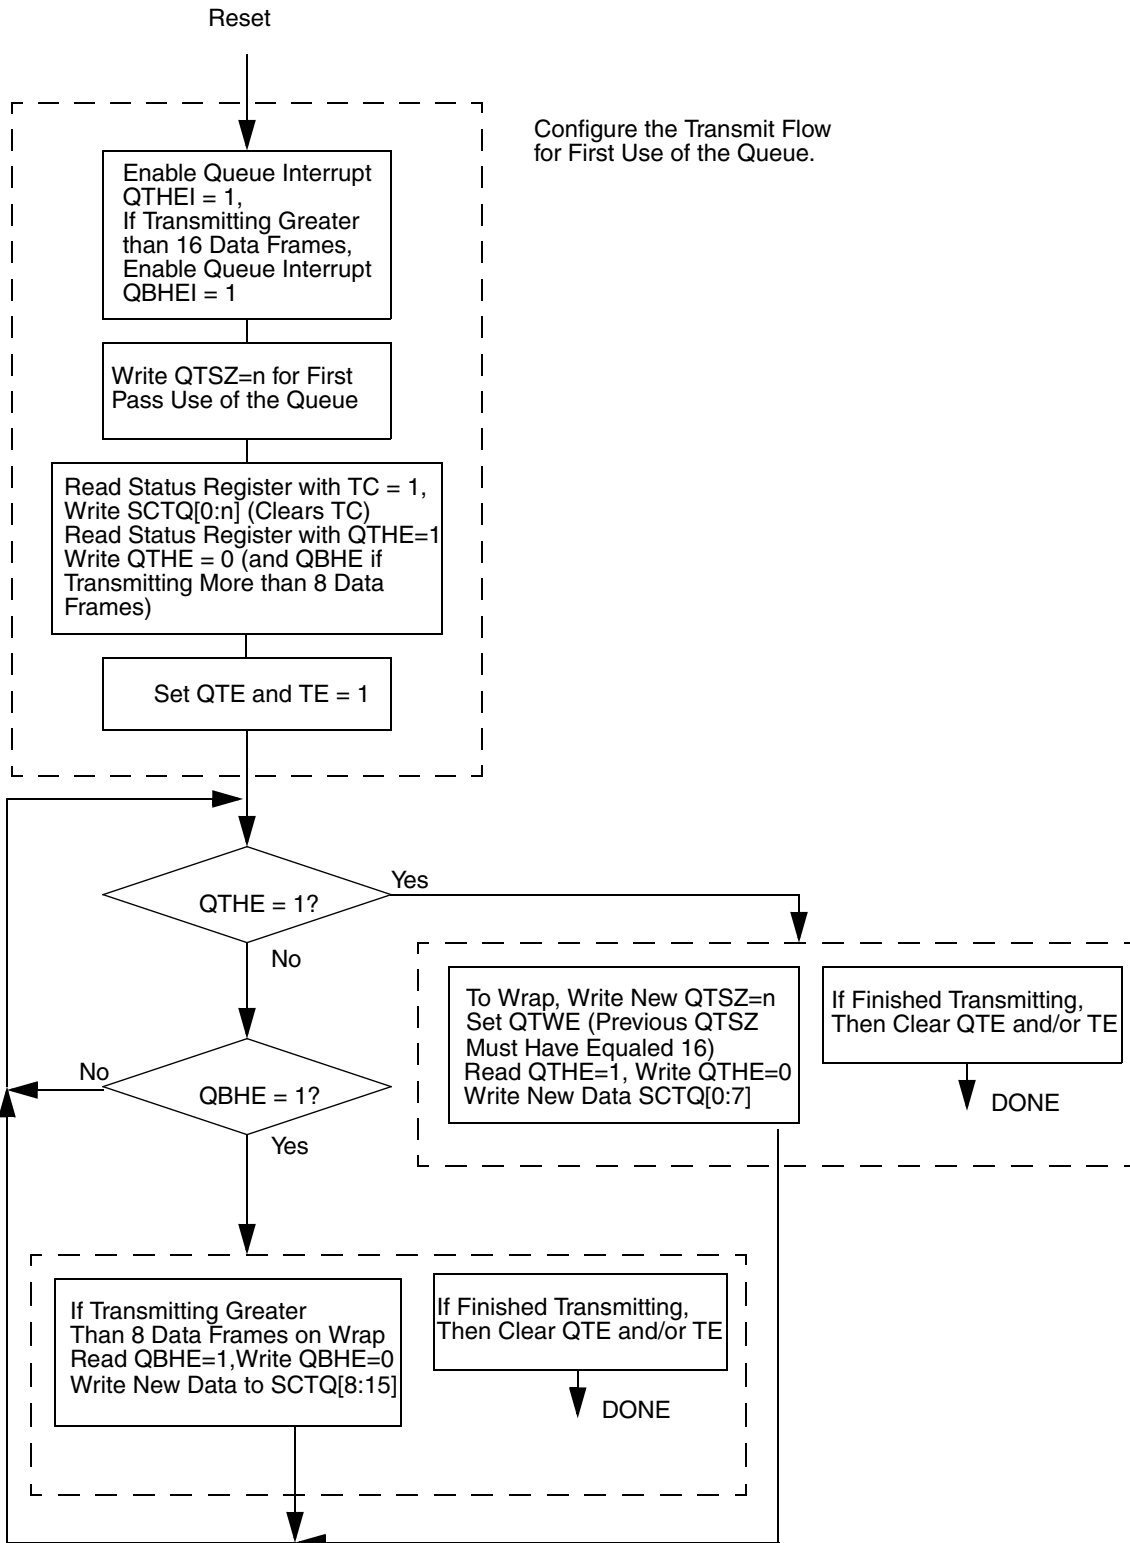 Reset
Configure the Transmit Flow
for First Use of the Queue.
Enable Queue Interrupt
QTHEI = 1,
If Transmitting Greater
than 16 Data Frames,
Enable Queue Interrupt
QBHEI = 1
Write QTSZ=n for First
Pass Use of the Queue
Read Status Register with TC = 1,
Write SCTQ[0:n] (Clears TC)
Read Status Register with QTHE=1
Write QTHE = 0 (and QBHE if
Transmitting More than 8 Data
Frames)
Set QTE and TE = 1
QTHE = 1?
Yes
No
To Wrap, Write New QTSZ=n
Set QTWE (Previous QTSZ
Must Have Equaled 16)
Read QTHE=1, Write QTHE=0
Write New Data SCTQ[0:7]
If Finished Transmitting,
Then Clear QTE and/or TE
DONE
QBHE = 1?
No
Yes
If Transmitting Greater
Than 8 Data Frames on Wrap
Read QBHE=1,Write QBHE=0
Write New Data to SCTQ[8:15]
If Finished Transmitting,
Then Clear QTE and/or TE
DONE